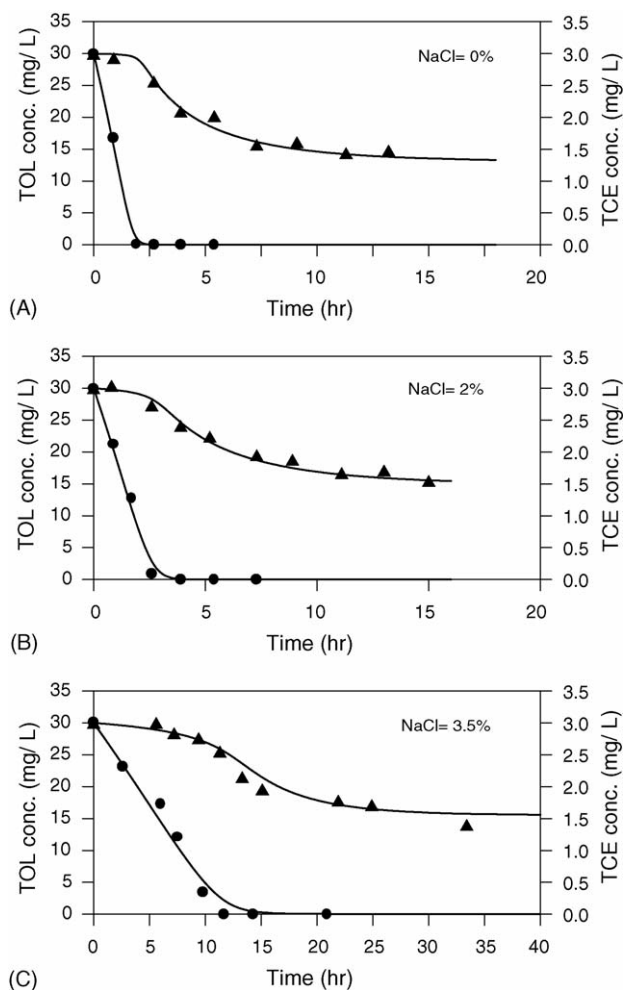 35
30
25
20
15
10
5
0
TOL conc. (mg/ L)
3.5
3.0
2.5
2.0
1.5
1.0
0.5
0.0
TCE conc. (mg/ L)
NaCl= 0%
0 5 10 15 20
Time (hr)
(A)
35
30
25
20
15
10
5
0
TOL conc. (mg/ L)
3.5
3.0
2.5
2.0
1.5
1.0
0.5
0.0
TCE conc. (mg/ L)
NaCl= 2%
0 5 10 15 20
Time (hr)
(B)
35
30
25
20
15
10
5
0
TOL conc. (mg/ L)
3.5
3.0
2.5
2.0
1.5
1.0
0.5
0.0
TCE conc. (mg/ L)
NaCl= 3.5%
0 5 10 15 20 25 30 35 40
Time (hr)
(C)